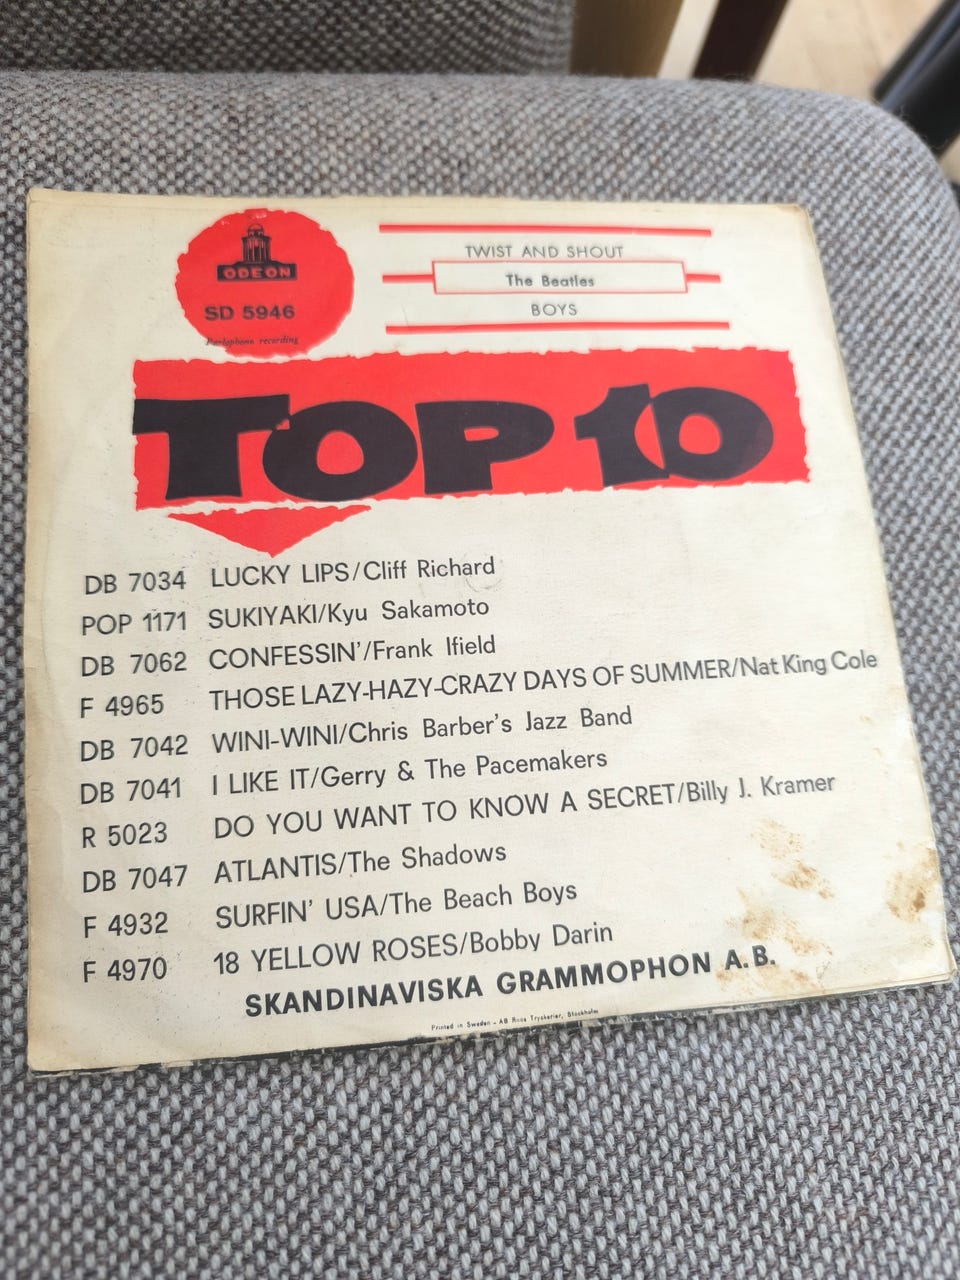 ODEON
SD 5946
Parlophone recording
TWIST AND SHOUT
The Beatles
BOYS
TOP 10
DB 7034 LUCKY LIPS/Cliff Richard
POP 1171 SUKIYAKI/Kyu Sakamoto
DB 7062 CONFESSIN'/Frank Ifield
F 4965 THOSE LAZY-HAZY-CRAZY DAYS OF SUMMER/Nat King Cole
DB 7042 WINI-WINI/Chris Barber's Jazz Band
DB 7041 I LIKE IT/Gerry & The Pacemakers
R 5023 DO YOU WANT TO KNOW A SECRET/Billy J. Kramer
DB 7047 ATLANTIS/The Shadows
F 4932 SURFIN' USA/The Beach Boys
F 4970 18 YELLOW ROSES/Bobby Darin
SKANDINAVISKA GRAMMOPHON A.B.
Printed in Sweden - AB Ruus Tryckerier, Stockholm